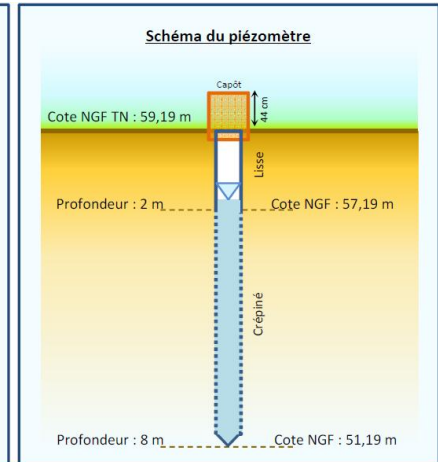 Schéma du piézomètre
Capôt
44 cm
Cote NGF TN : 59,19 m
Lisse
Profondeur : 2 m
Cote NGF : 57,19 m
Crépiné
Profondeur : 8 m
Cote NGF : 51,19 m